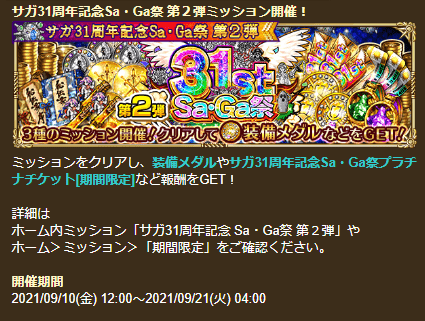 サガ31周年記念Sa・Ga祭 第２弾ミッション開催！
サガ31周年記念Sa・Ga祭 第２弾!!
31st
第2弾 Sa・Ga祭
3種のミッション開催!クリアして装備メダルなどをGET!
ミッションをクリアし、装備メダルやサガ31周年記念Sa・Ga祭プラチ
ナチケット[期間限定]など報酬をGET！
詳細は
ホーム内ミッション「サガ31周年記念 Sa・Ga祭 第２弾」や
ホーム＞ミッション＞「期間限定」をご確認ください。
開催期間
2021/09/10(金) 12:00～2021/09/21(火) 04:00